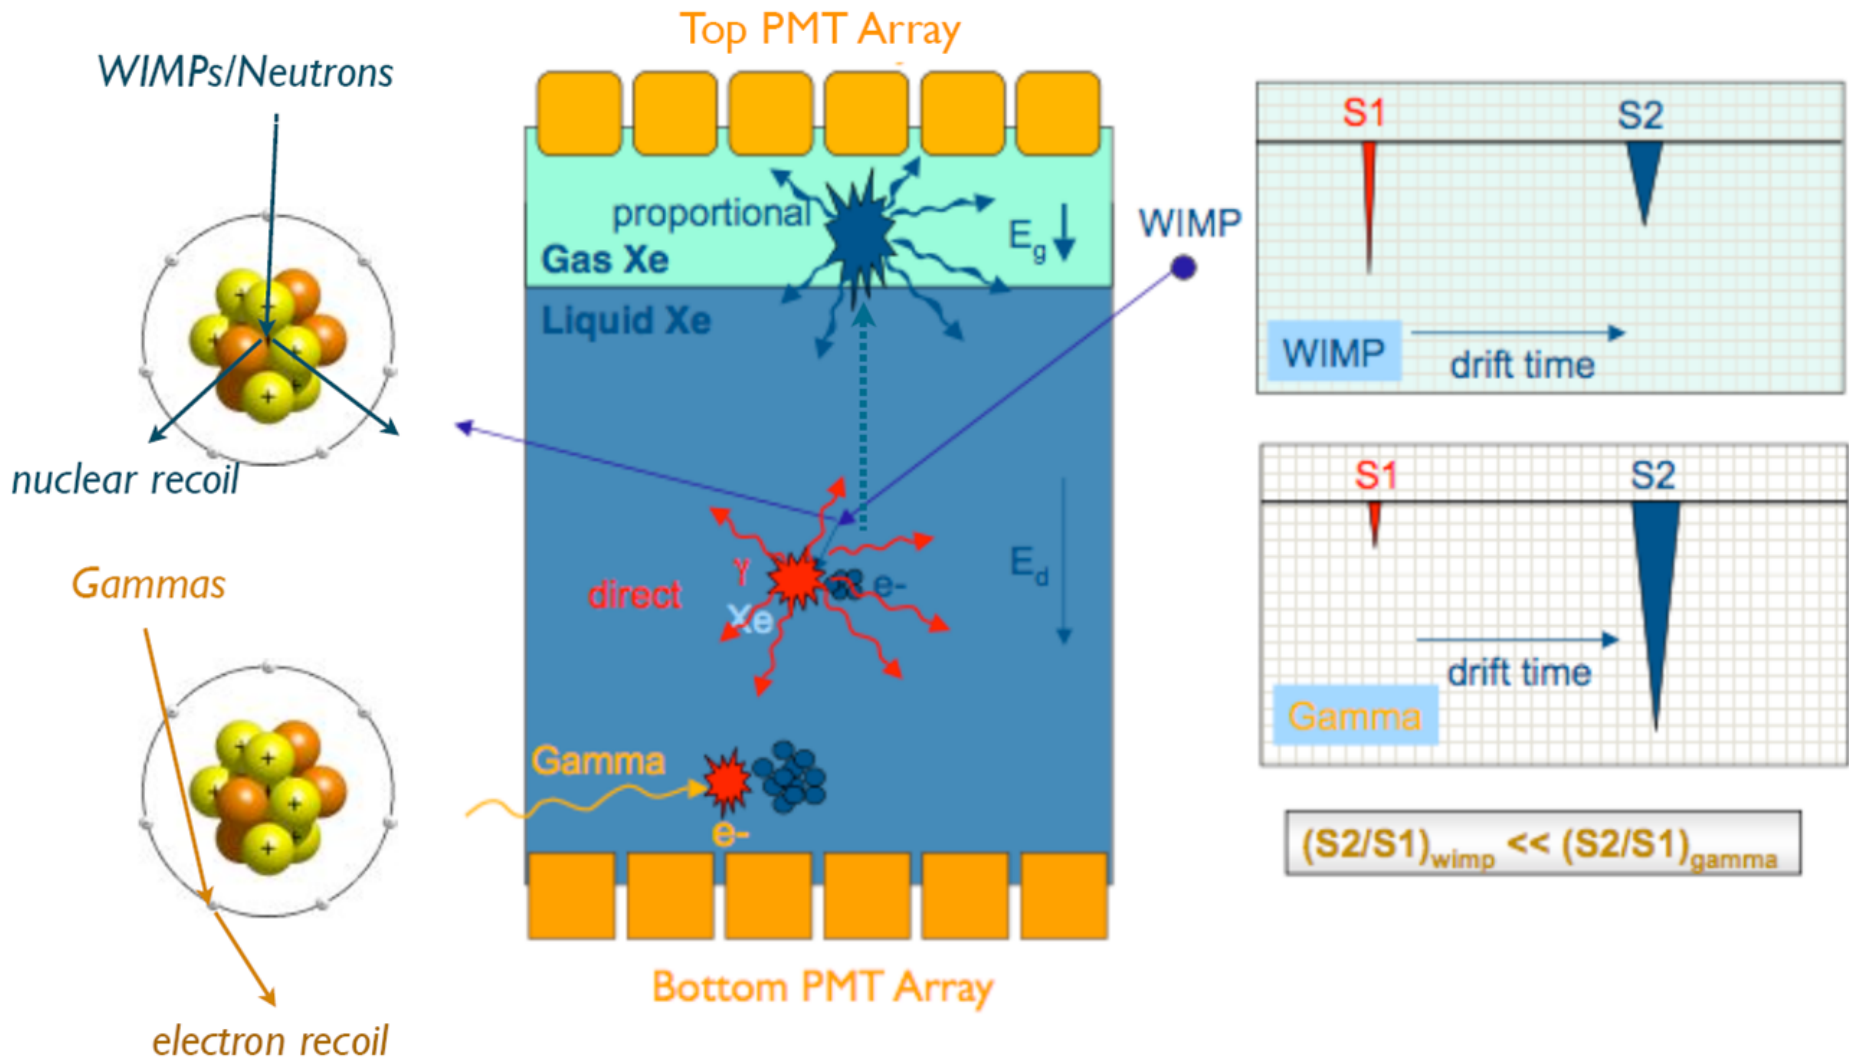 Top PMT Array
WIMPs/Neutrons
nuclear recoil
Gammas
electron recoil
proportional
Gas Xe
E_g
Liquid Xe
WIMP
direct
γ
Xe
e-
E_d
Gamma
e-
Bottom PMT Array
S1 S2
WIMP
drift time
S1 S2
drift time
Gamma
(S2/S1)wimp << (S2/S1)gamma
+
+
+
+
+
+
+
+
+
+
+
+
+
+